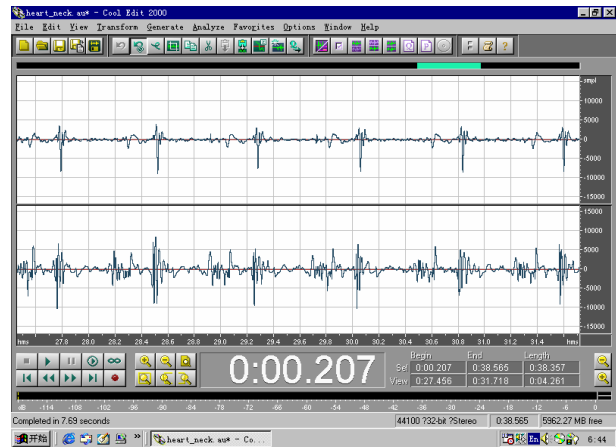 heart_neck.au* - Cool Edit 2000
File Edit View Transform Generate Analyze Favorites Options Window Help
smpl
10000
5000
0
-5000
-10000
-15000
15000
10000
5000
0
-5000
-10000
-15000
hms 27.8 28.0 28.2 28.4 28.6 28.8 29.0 29.2 29.4 29.6 29.8 30.0 30.2 30.4 30.6 30.8 31.0 31.2 31.4 hms
0:00.207
Begin End Length
Sel 0:00.207 0:38.565 0:38.357
View 0:27.456 0:31.718 0:04.261
dB -114 -108 -102 -96 -90 -84 -78 -72 -66 -60 -54 -48 -42 -36 -30 -24 -18 -12 -6 0
Completed in 7.69 seconds 44100 ?32-bit ?Stereo 0:38.565 5962.27 MB free
开始 heart_neck.au* - Co... En 6:44